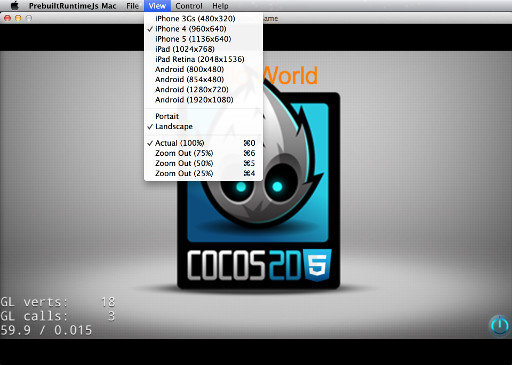 PrebuiltRuntimeJs Mac File View Control Help
ame
iPhone 3Gs (480x320)
✓ iPhone 4 (960x640)
iPhone 5 (1136x640)
iPad (1024x768)
iPad Retina (2048x1536)
Android (800x480)
Android (854x480)
Android (1280x720)
Android (1920x1080)
Portait
✓ Landscape
✓ Actual (100%) ⌘0
Zoom Out (75%) ⌘6
Zoom Out (50%) ⌘5
Zoom Out (25%) ⌘4
World
COCOS2D 5
GL verts: 18
GL calls: 3
59.9 / 0.015